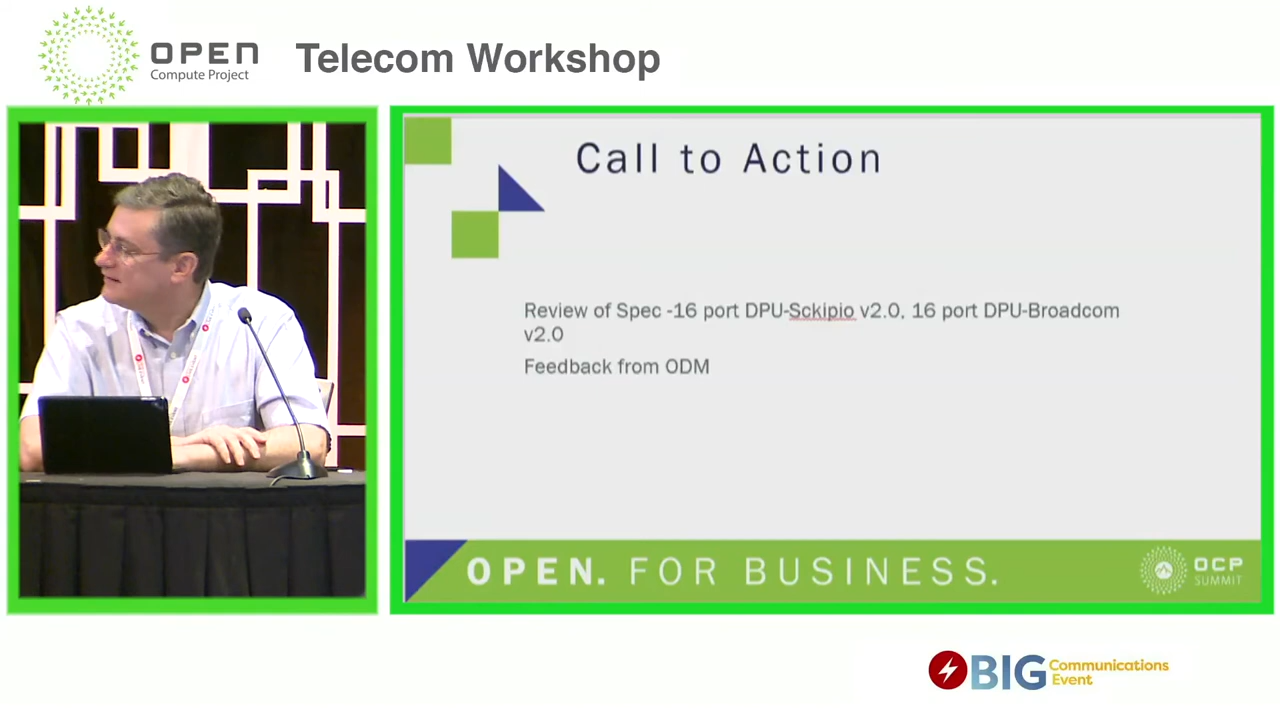 OPEN
Compute Project
Telecom Workshop
Call to Action
Review of Spec -16 port DPU-Sckipio v2.0, 16 port DPU-Broadcom
v2.0
Feedback from ODM
OPEN. FOR BUSINESS.
OCP
SUMMIT
BIG Communications
Event